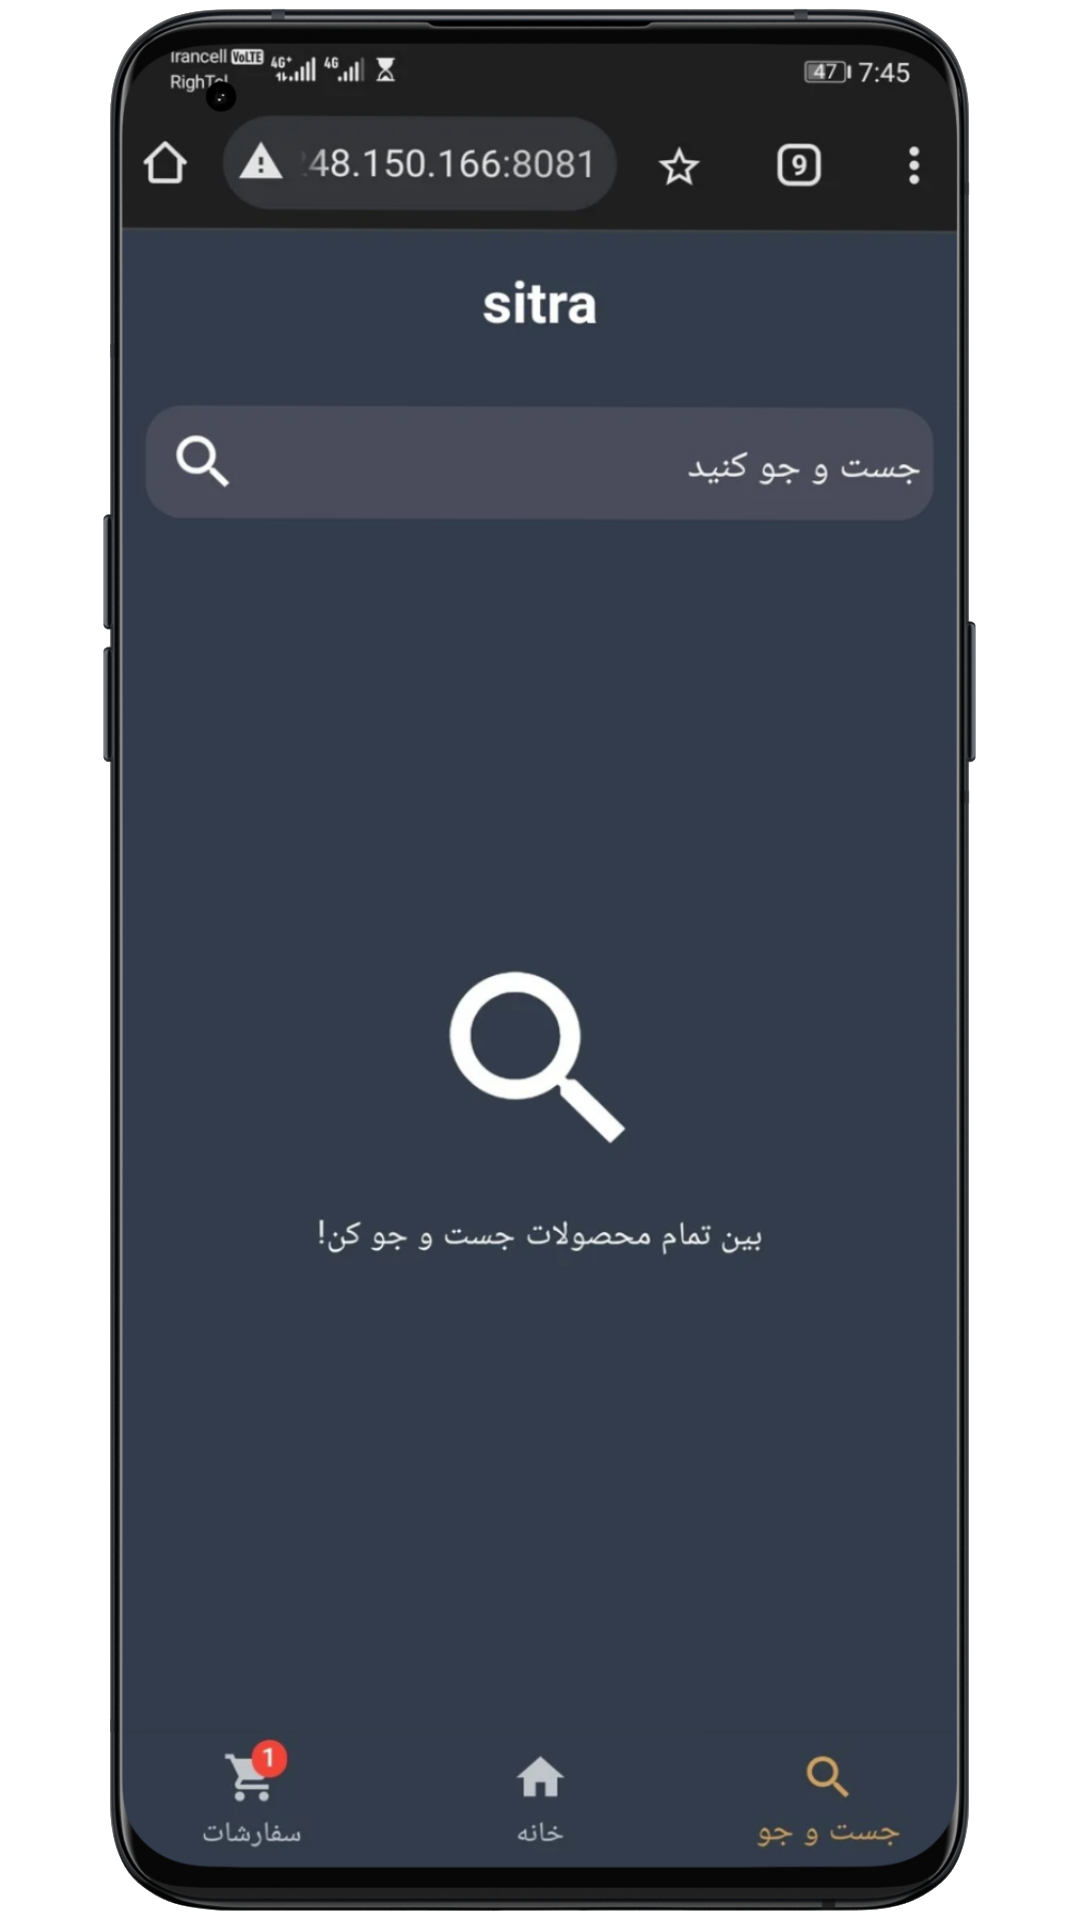 Irancell VoLTE 4G+ 4G 47 7:45
48.150.166:8081 9
sitra
جست و جو کنید
بین تمام محصولات جست و جو کن!
1
جست و جو خانه سفارشات